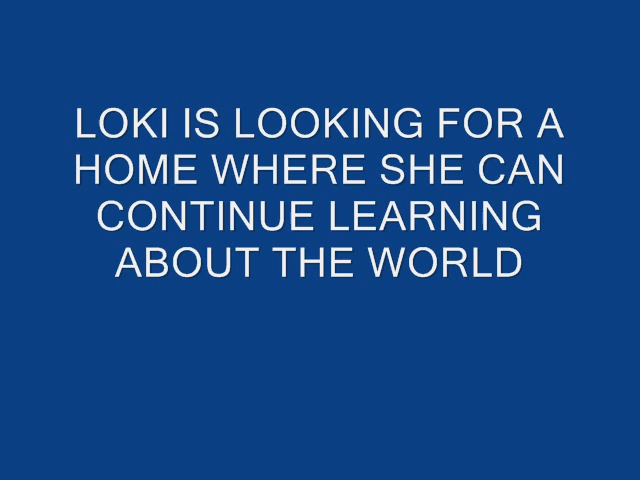 LOKI IS LOOKING FOR A
HOME WHERE SHE CAN
CONTINUE LEARNING
ABOUT THE WORLD